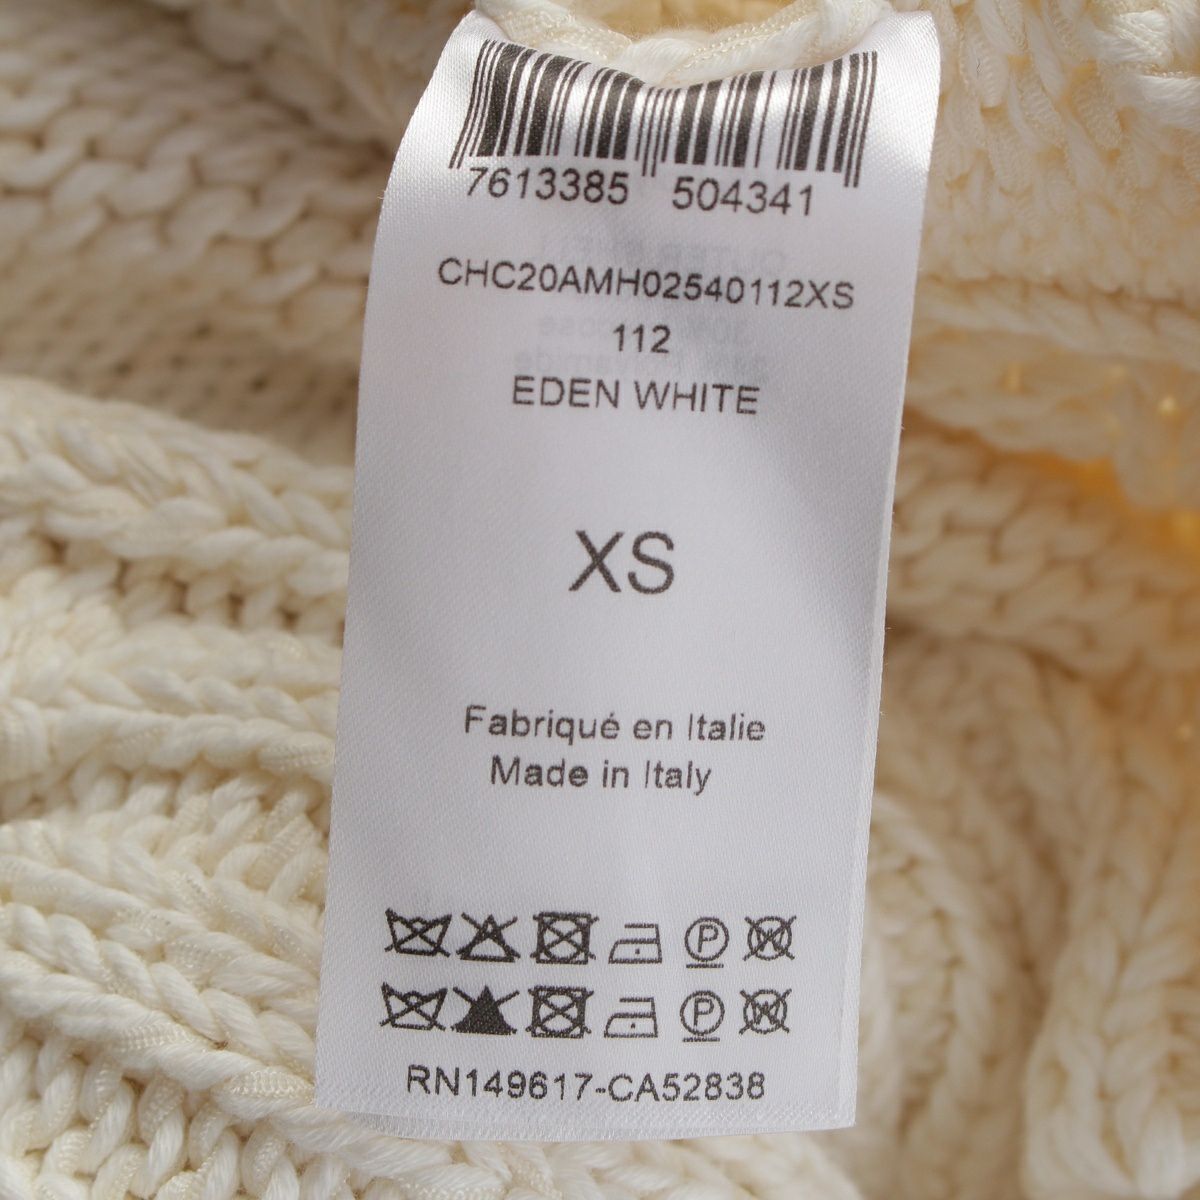 7613385 504341
CHC20AMH02540112XS
112
EDEN WHITE
XS
Fabriqué en Italie
Made in Italy
P W
P W
RN149617-CA52838